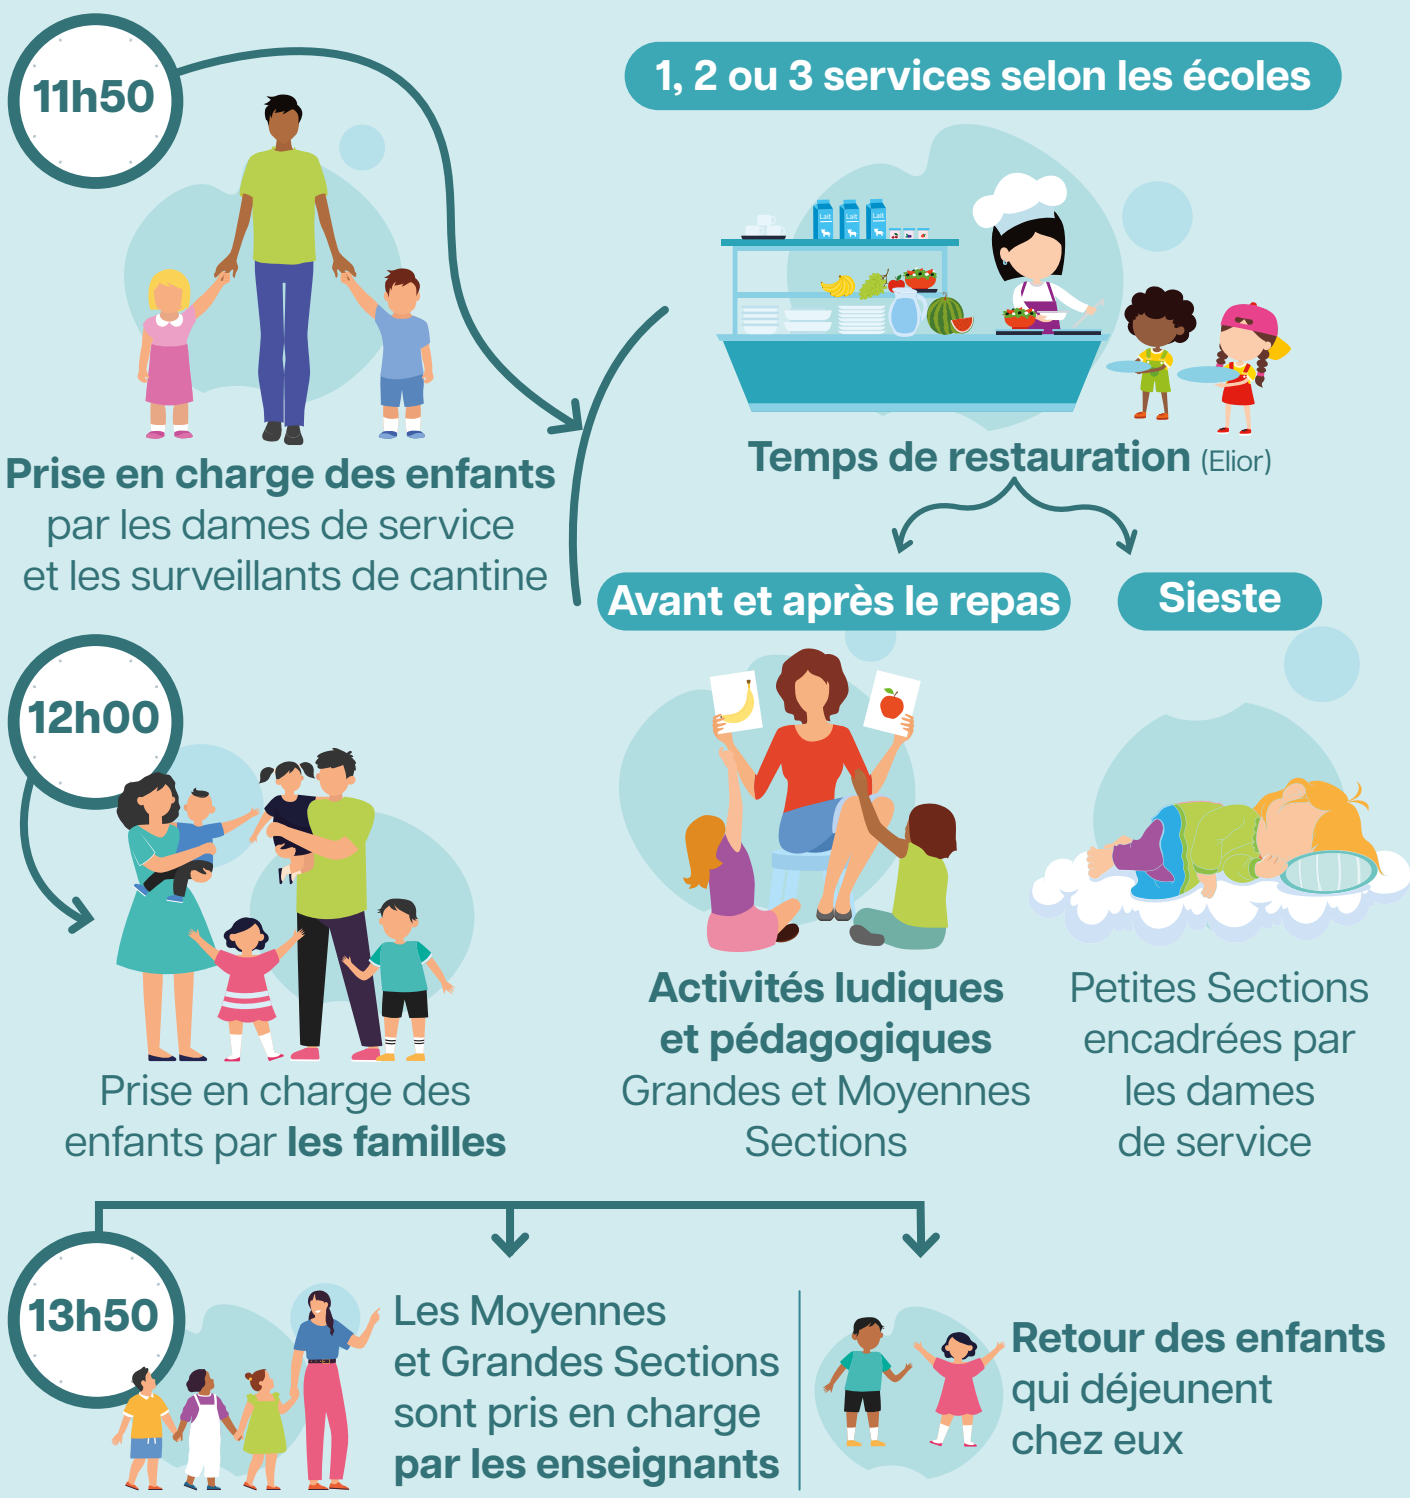 11h50
Prise en charge des enfants
par les dames de service
et les surveillants de cantine
1, 2 ou 3 services selon les écoles
Lait
Lait
Lait
Temps de restauration (Elior)
Avant et après le repas
Activités ludiques
et pédagogiques
Grandes et Moyennes
Sections
Sieste
Petites Sections
encadrées par
les dames
de service
12h00
Prise en charge des
enfants par les familles
13h50
Les Moyennes
et Grandes Sections
sont pris en charge
par les enseignants
Retour des enfants
qui déjeunent
chez eux